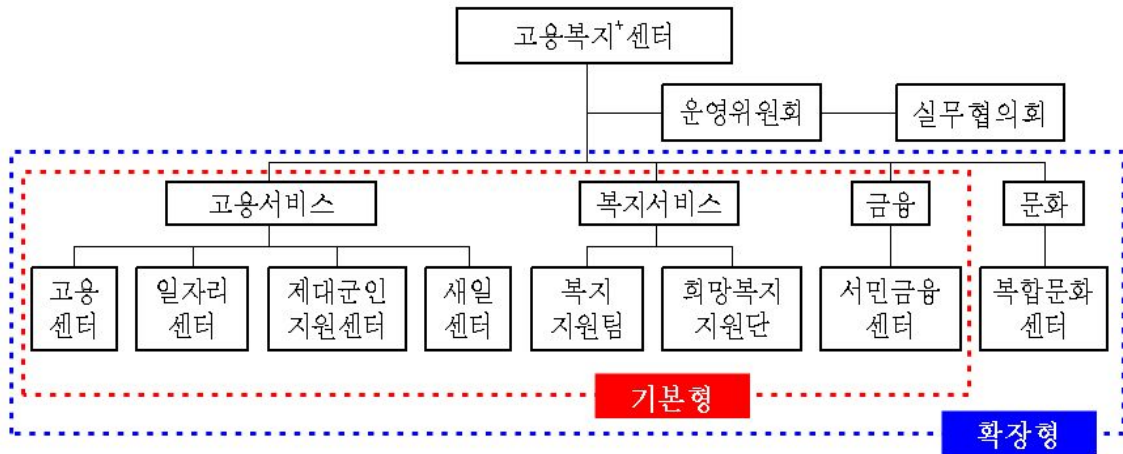 고용복지+센터
운영위원회
실무협의회
고용서비스
복지서비스
금융
문화
고용
센터
일자리
센터
제대군인
지원센터
새일
센터
복지
지원팀
희망복지
지원단
서민금융
센터
복합문화
센터
기본형
확장형